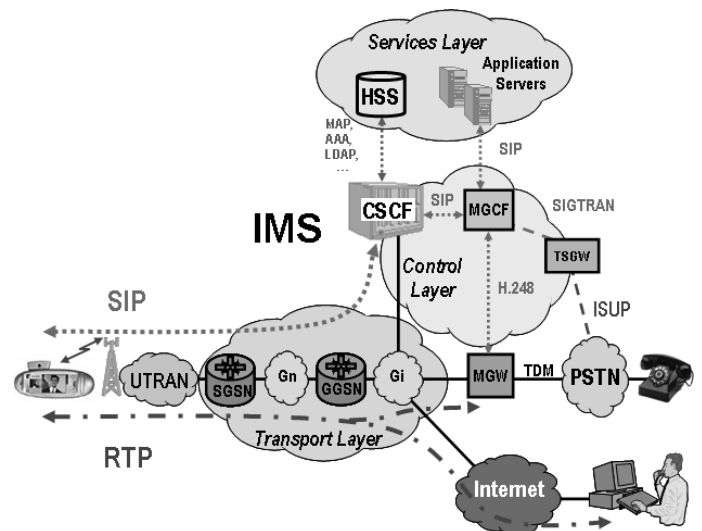 Services Layer
Application
Servers
HSS
MAP,
AAA,
LDAP,
...
SIP
CSCF
SIP
MGCF
SIGTRAN
IMS
TSGW
Control
Layer
H.248
SIP
ISUP
UTRAN
SGSN
Gn
GGSN
Gi
MGW
TDM
PSTN
Transport Layer
RTP
Internet